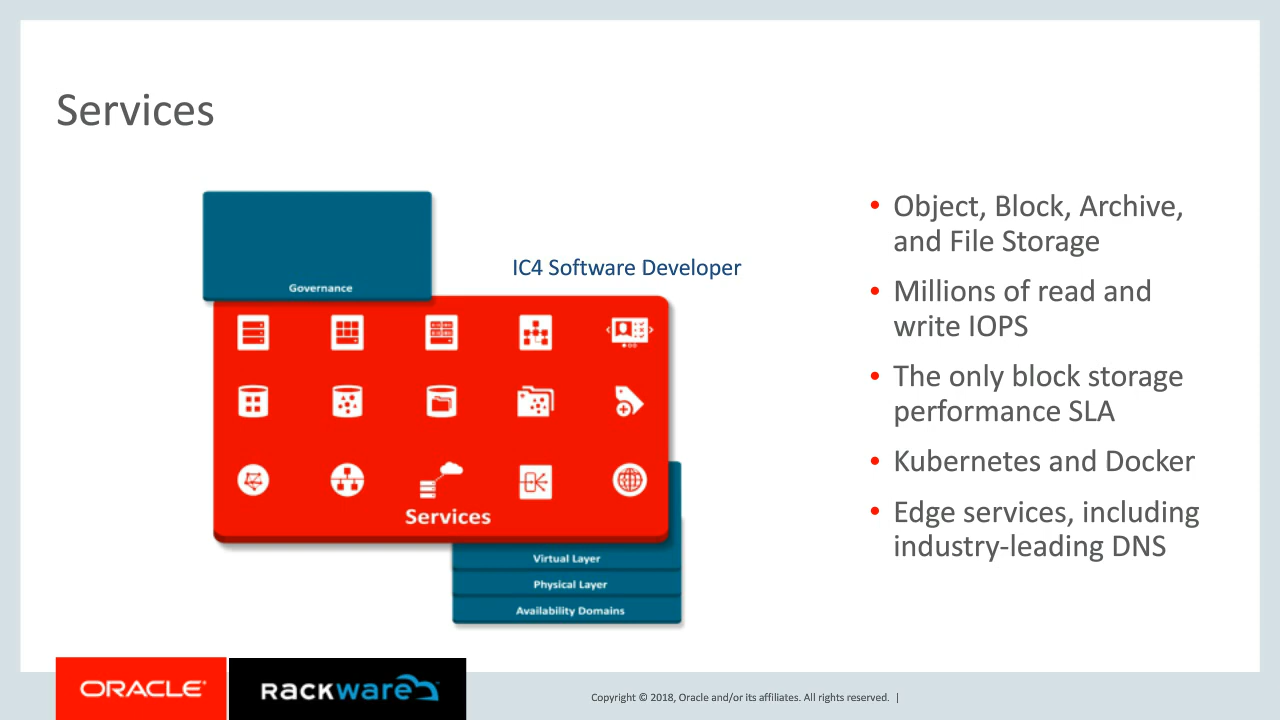 Services
Governance
IC4 Software Developer
Services
Virtual Layer
Physical Layer
Availability Domains
• Object, Block, Archive,
and File Storage
• Millions of read and
write IOPS
• The only block storage
performance SLA
• Kubernetes and Docker
• Edge services, including
industry-leading DNS
ORACLE®
RACKWARE
Copyright © 2018, Oracle and/or its affiliates. All rights reserved. |